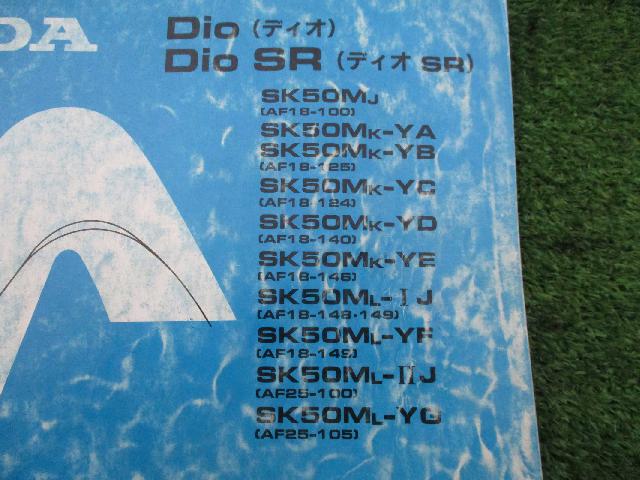 NDA
Dio (ディオ)
Dio SR (ディオ SR)
SK50MJ
(AF18-100)
SK50MK-YA
SK50MK-YB
(AF18-125)
SK50MK-YC
(AF18-124)
SK50MK-YD
(AF18-140)
SK50MK-YE
(AF18-146)
SK50ML-IJ
(AF18-148·149)
SK50ML-YF
(AF18-149)
SK50ML-IIJ
(AF25-100)
SK50ML-YG
(AF25-105)